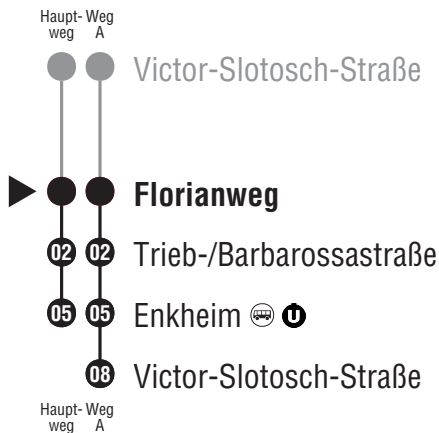 Haupt- Weg
weg A
Victor-Slotosch-Straße
Florianweg
02 02 Trieb-/Barbarossastraße
05 05 Enkheim U
08 Victor-Slotosch-Straße
Haupt- Weg
weg A